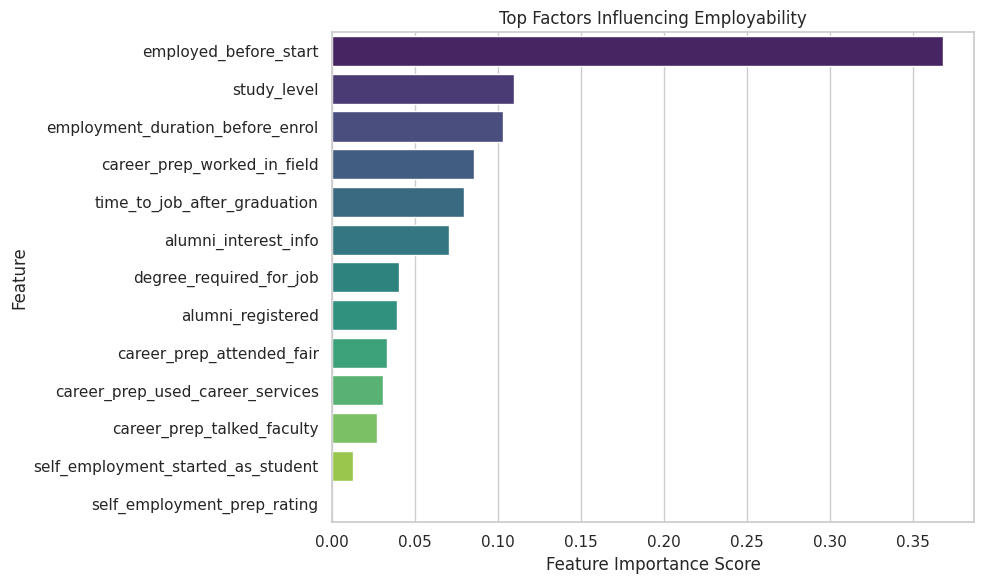 Top Factors Influencing Employability
Feature
employed_before_start
study_level
employment_duration_before_enrol
career_prep_worked_in_field
time_to_job_after_graduation
alumni_interest_info
degree_required_for_job
alumni_registered
career_prep_attended_fair
career_prep_used_career_services
career_prep_talked_faculty
self_employment_started_as_student
self_employment_prep_rating
0.00 0.05 0.10 0.15 0.20 0.25 0.30 0.35
Feature Importance Score